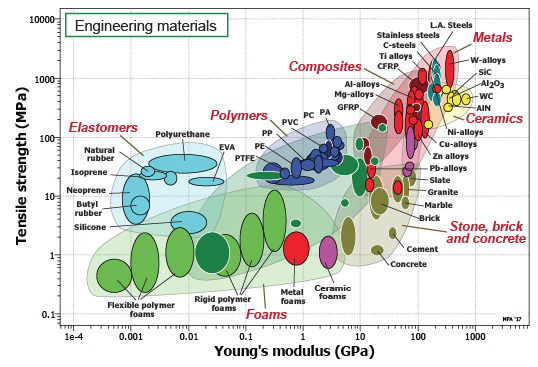 Engineering materials
Tensile strength (MPa)
10000
1000
100
10
1
0.1
1e-4
0.001
0.01
0.1
1
10
100
1000
Young's modulus (GPa)
L.A. Steels
Stainless steels
C-steels
Ti alloys
CFRP
Metals
W-alloys
SiC
Al2O3
WC
AlN
Ceramics
Composites
Al-alloys
Mg-alloys
GFRP
Ni-alloys
Cu-alloys
Zn alloys
Pb-alloys
Slate
Granite
Marble
Brick
Stone, brick
and concrete
Cement
Concrete
Polymers
PA
PC
PVC
PP
PE
PTFE
Elastomers
Polyurethane
Natural
rubber
EVA
Isoprene
Neoprene
Butyl
rubber
Silicone
Flexible polymer
foams
Rigid polymer
foams
Foams
Metal
foams
Ceramic
foams
MFA '17